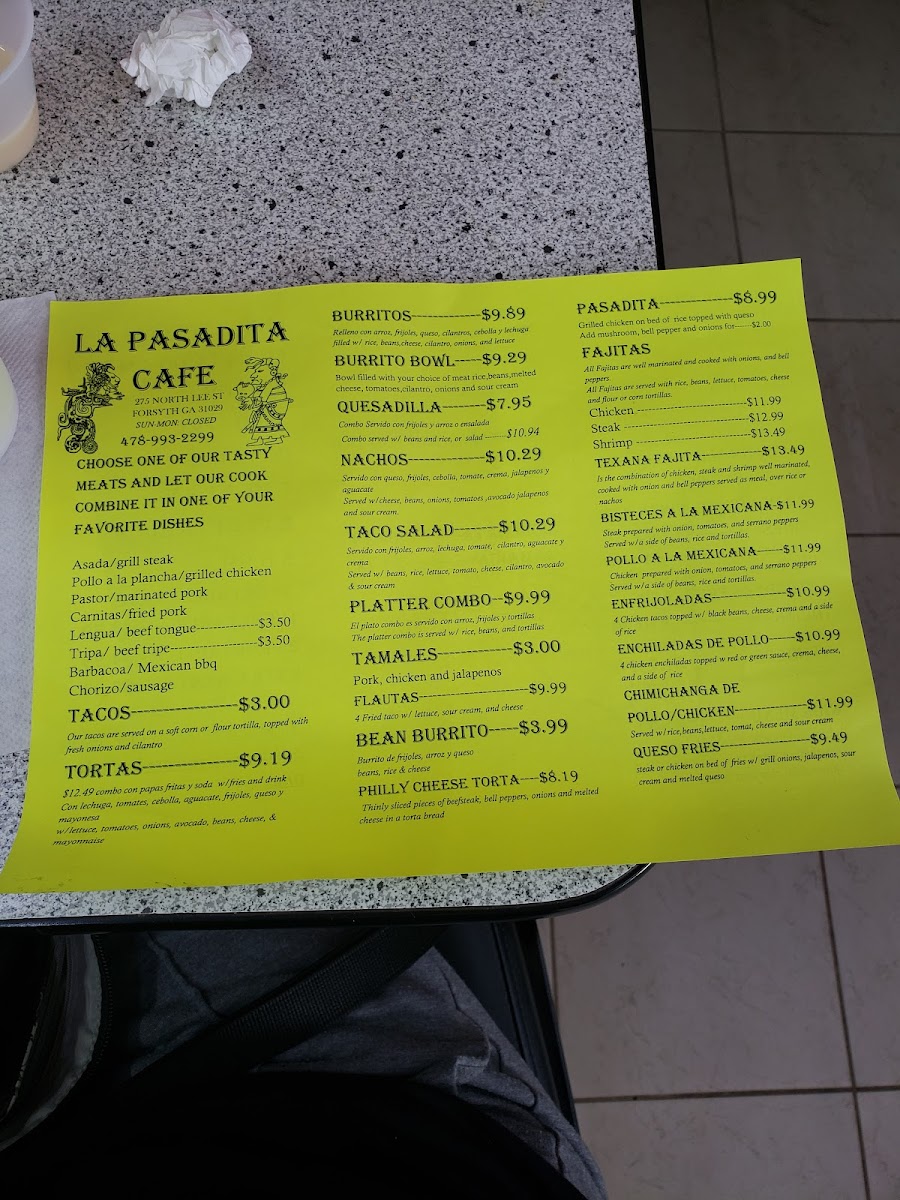 LA PASADITA
CAFE
275 NORTH LEE ST
FORSYTH GA 31029
SUN-MON: CLOSED
478-993-2299
CHOOSE ONE OF OUR TASTY
MEATS AND LET OUR COOK
COMBINE IT IN ONE OF YOUR
FAVORITE DISHES
Asada/grill steak
Pollo a la plancha/grilled chicken
Pastor/marinated pork
Carnitas/fried pork
Lengua/ beef tongue---------------$3.50
Tripa/ beef tripe-------------------$3.50
Barbacoa/ Mexican bbq
Chorizo/sausage
TACOS-----------------$3.00
Our tacos are served on a soft corn or flour tortilla, topped with
fresh onions and cilantro
TORTAS---------------$9.19
$12.49 combo con papas fritas y soda w/fries and drink
Con lechuga, tomates, cebolla, aguacate, frijoles, queso y
mayonesa
w/lettuce, tomatoes, onions, avocado, beans, cheese, &
mayonnaise
BURRITOS-------------$9.89
Relleno con arroz, frijoles, queso, cilantros, cebolla y lechuga
filled w/ rice, beans,cheese, cilantro, onions, and lettuce
BURRITO BOWL-----$9.29
Bowl filled with your choice of meat rice,beans,melted
cheese, tomatoes,cilantro, onions and sour cream
QUESADILLA--------$7.95
Combo Servido con frijoles y arroz o ensalada
Combo served w/ beans and rice, or salad --------$10.94
NACHOS--------------$10.29
Servido con queso, frijoles, cebolla, tomate, crema, jalapenos y
aguacate
Served w/cheese, beans, onions, tomatoes ,avocado jalapenos
and sour cream.
TACO SALAD--------$10.29
Servido con frijoles, arroz, lechuga, tomate, cilantro, aguacate y
crema
Served w/ beans, rice, lettuce, tomato, cheese, cilantro, avocado
& sour cream
PLATTER COMBO--$9.99
El plato combo es servido con arroz, frijoles y tortillas
The platter combo is served w/ rice, beans, and tortillas
TAMALES----------------$3.00
Pork, chicken and jalapenos
FLAUTAS---------------------$9.99
4 Fried taco w/ lettuce, sour cream, and cheese
BEAN BURRITO-----$3.99
Burrito de frijoles, arroz y queso
beans, rice & cheese
PHILLY CHEESE TORTA---$8.19
Thinly sliced pieces of beefsteak, bell peppers, onions and melted
cheese in a torta bread
PASADITA--------------$8.99
Grilled chicken on bed of rice topped with queso
Add mushroom, bell pepper and onions for-----$2.00
FAJITAS
All Fajitas are well marinated and cooked with onions, and bell
peppers.
All Fajitas are served with rice, beans, lettuce, tomatoes, cheese
and flour or corn tortillas.
Chicken ---------------------$11.99
Steak -------------------------$12.99
Shrimp ----------------------$13.49
TEXANA FAJITA-----------$13.49
Is the combination of chicken, steak and shrimp well marinated,
cooked with onion and bell peppers served as meal, over rice or
nachos
BISTECES A LA MEXICANA-$11.99
Steak prepared with onion, tomatoes, and serrano peppers
Served w/a side of beans, rice and tortillas.
POLLO A LA MEXICANA-----$11.99
Chicken prepared with onion, tomatoes, and serrano peppers
Served w/a side of beans, rice and tortillas.
ENFRIJOLADAS--------------$10.99
4 Chicken tacos topped w/ black beans, cheese, crema and a side
of rice
ENCHILADAS DE POLLO-----$10.99
4 chicken enchiladas topped w red or green sauce, crema, cheese,
and a side of rice
CHIMICHANGA DE
POLLO/CHICKEN-------------$11.99
Served w/rice,beans,lettuce, tomat, cheese and sour cream
QUESO FRIES-----------------$9.49
steak or chicken on bed of fries w/ grill onions, jalapenos, sour
cream and melted queso